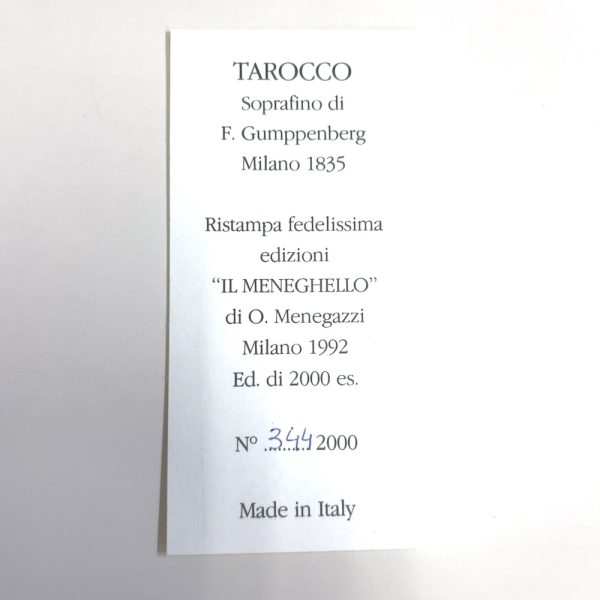 TAROCCO
Soprafino di
F. Gumppenberg
Milano 1835
Ristampa fedelissima
edizioni
“IL MENEGHELLO”
di O. Menegazzi
Milano 1992
Ed. di 2000 es.
Nº 344 2000
Made in Italy